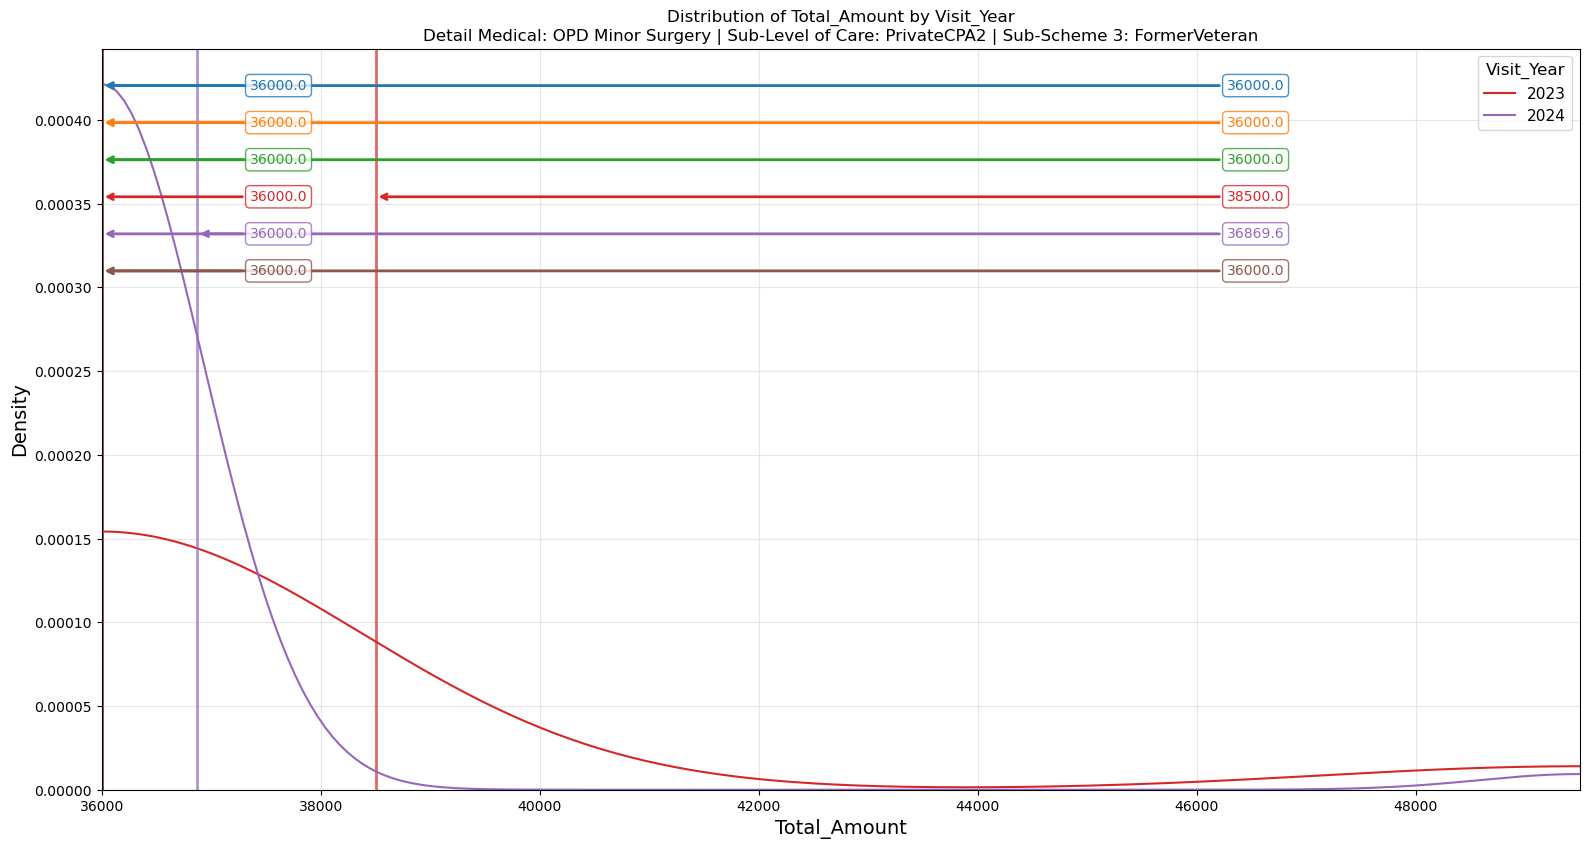 Distribution of Total_Amount by Visit_Year
Detail Medical: OPD Minor Surgery | Sub-Level of Care: PrivateCPA2 | Sub-Scheme 3: FormerVeteran
Visit_Year
2023
2024
36000.0 36000.0
36000.0 36000.0
36000.0 36000.0
36000.0 38500.0
36000.0 36869.6
36000.0 36000.0
Density
0.00040
0.00035
0.00030
0.00025
0.00020
0.00015
0.00010
0.00005
0.00000
36000 38000 40000 42000 44000 46000 48000
Total_Amount